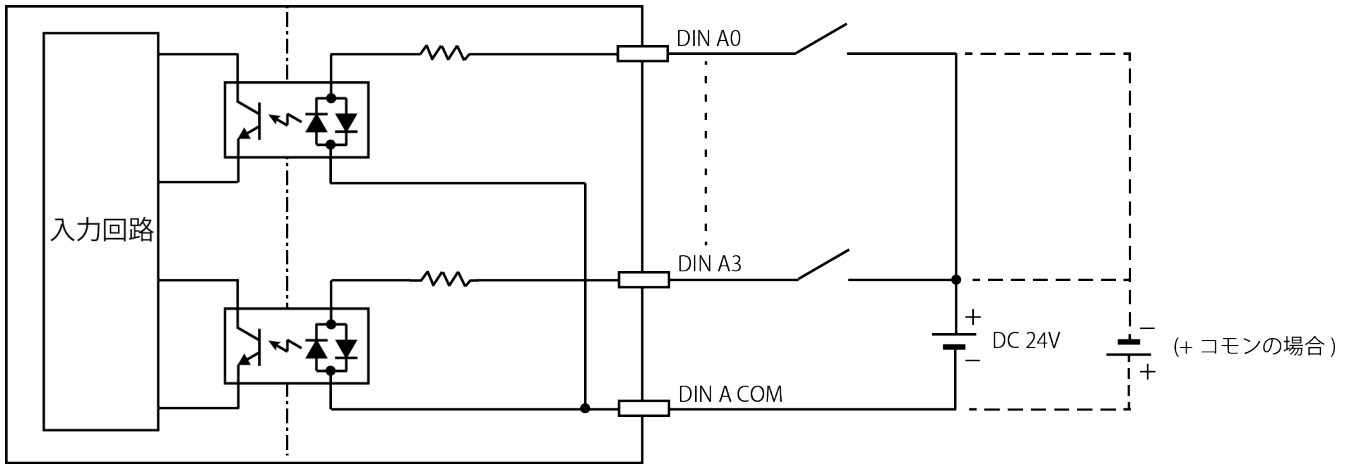 DIN A0
入力回路
DIN A3
+
DC 24V
−
−
(+ コモンの場合 )
+
DIN A COM